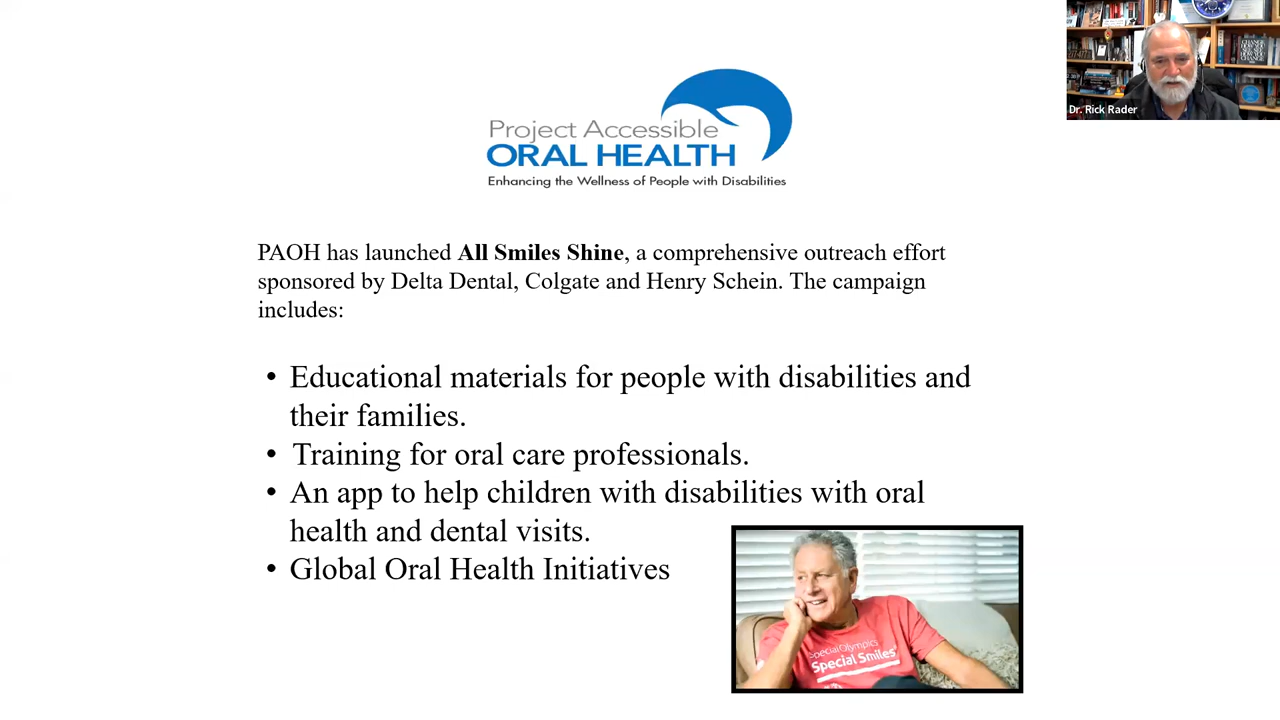 Dr. Rick Rader
Project Accessible
ORAL HEALTH
Enhancing the Wellness of People with Disabilities
PAOH has launched All Smiles Shine, a comprehensive outreach effort
sponsored by Delta Dental, Colgate and Henry Schein. The campaign
includes:
• Educational materials for people with disabilities and
their families.
• Training for oral care professionals.
• An app to help children with disabilities with oral
health and dental visits.
• Global Oral Health Initiatives
SpecialOlympics
Special Smiles